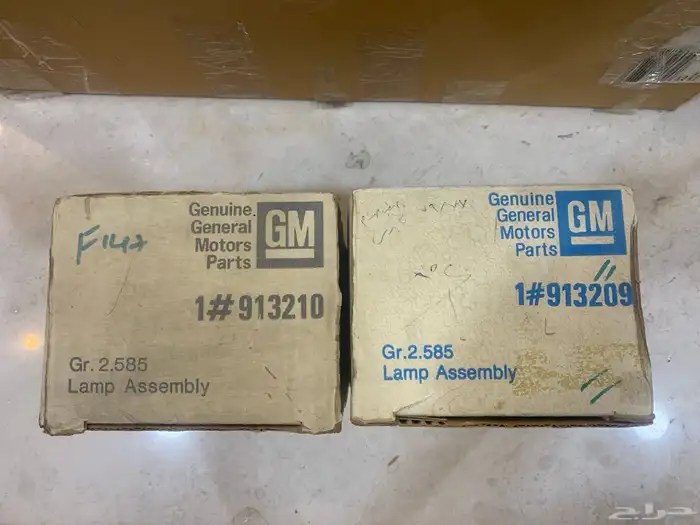 F147
Genuine
General
Motors
Parts
GM
1#913210
Gr.2.585
Lamp Assembly
Genuine
General
Motors
Parts
GM
1#913209
L
Gr.2.585
Lamp Assembly
حراج